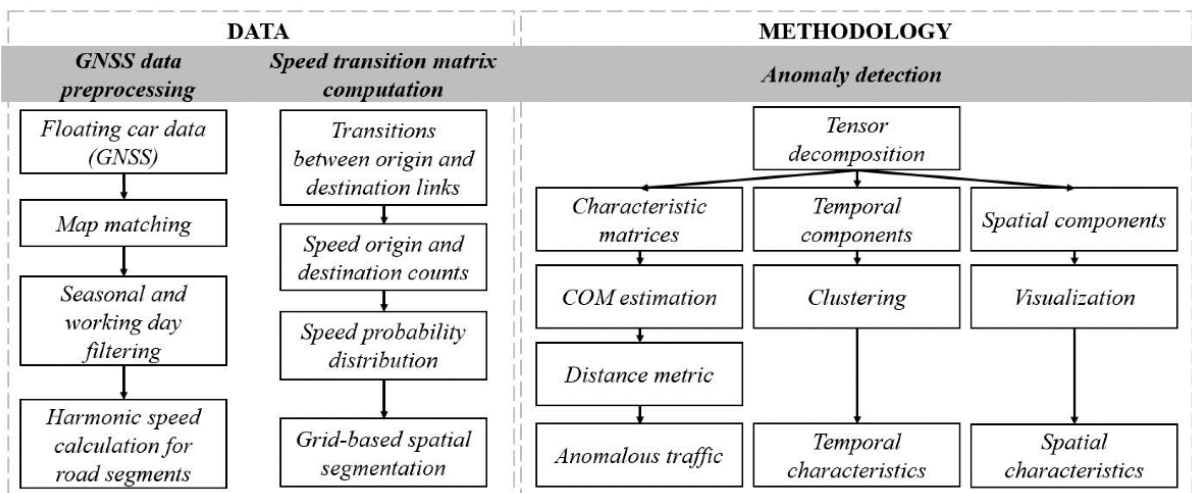 DATA
GNSS data
preprocessing
Floating car data
(GNSS)
Map matching
Seasonal and
working day
filtering
Harmonic speed
calculation for
road segments
Speed transition matrix
computation
Transitions
between origin and
destination links
Speed origin and
destination counts
Speed probability
distribution
Grid-based spatial
segmentation
METHODOLOGY
Anomaly detection
Tensor
decomposition
Characteristic
matrices
COM estimation
Distance metric
Anomalous traffic
Temporal
components
Clustering
Temporal
characteristics
Spatial components
Visualization
Spatial
characteristics